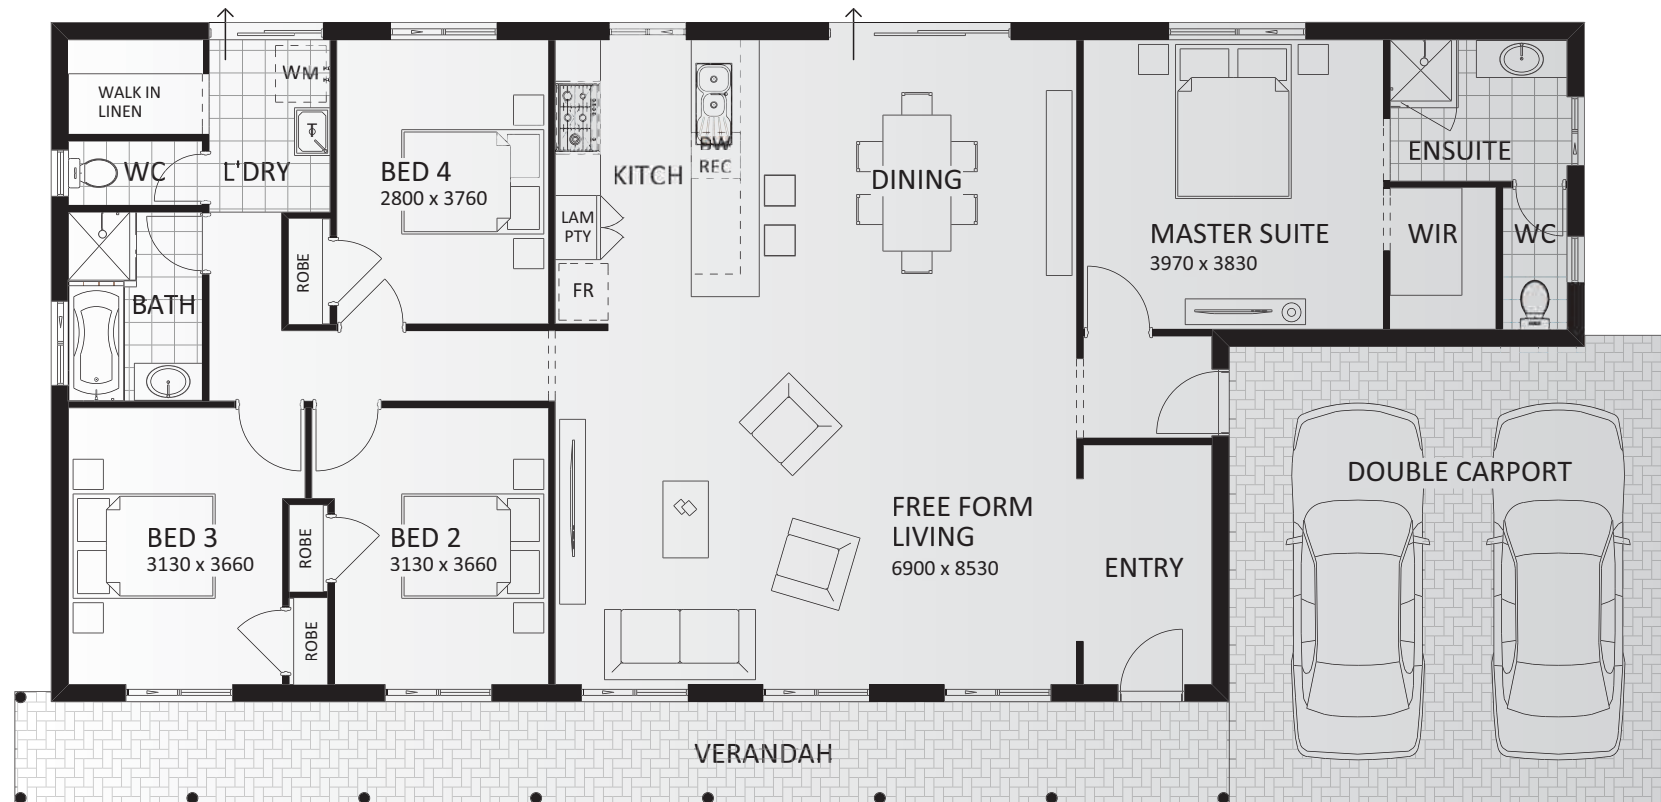 WALK IN
LINEN
WM
WC
L'DRY
BED 4
2800 x 3760
KITCH
DW
REC
LAM
PTY
FR
DINING
MASTER SUITE
3970 x 3830
ENSUITE
WIR
WC
ROBE
BATH
BED 3
3130 x 3660
ROBE
ROBE
BED 2
3130 x 3660
FREE FORM
LIVING
6900 x 8530
ENTRY
DOUBLE CARPORT
VERANDAH